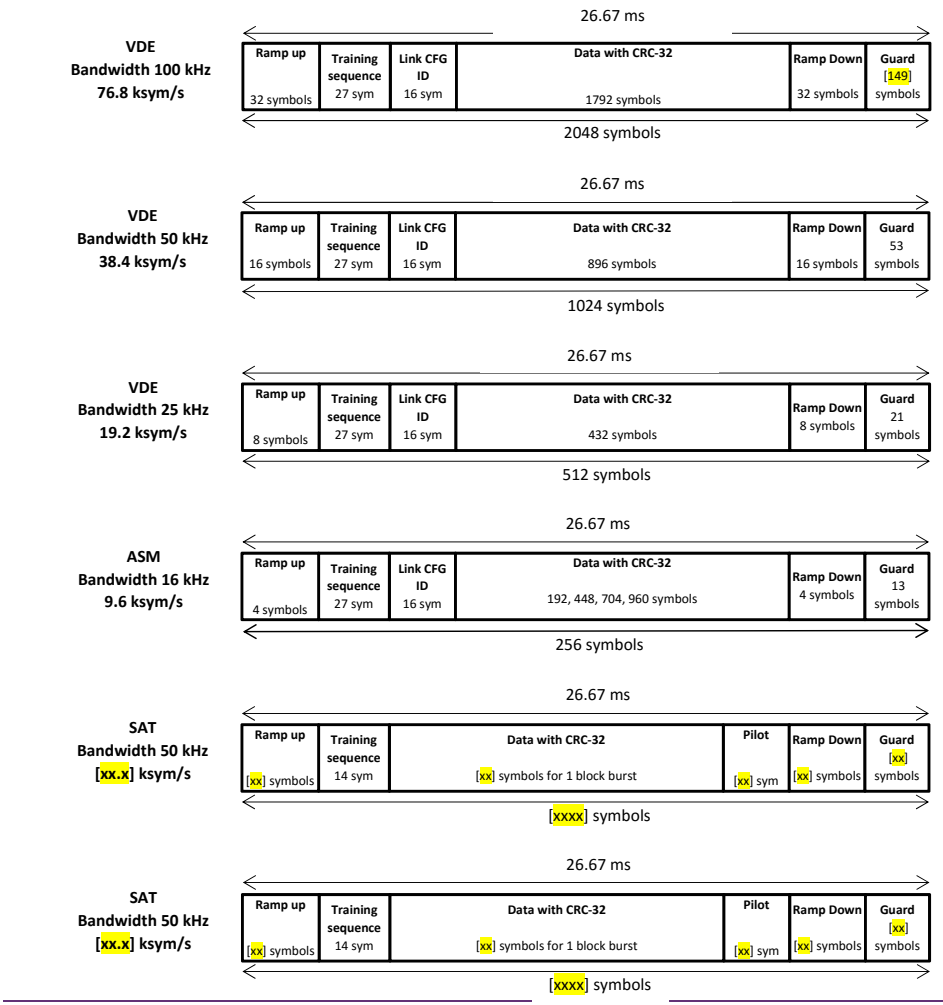 26.67 ms
VDE
Bandwidth 100 kHz
76.8 ksym/s
Ramp up
32 symbols
Training
sequence
27 sym
Link CFG
ID
16 sym
Data with CRC-32
1792 symbols
Ramp Down
32 symbols
Guard
[149]
symbols
2048 symbols
26.67 ms
VDE
Bandwidth 50 kHz
38.4 ksym/s
Ramp up
16 symbols
Training
sequence
27 sym
Link CFG
ID
16 sym
Data with CRC-32
896 symbols
Ramp Down
16 symbols
Guard
53
symbols
1024 symbols
26.67 ms
VDE
Bandwidth 25 kHz
19.2 ksym/s
Ramp up
8 symbols
Training
sequence
27 sym
Link CFG
ID
16 sym
Data with CRC-32
432 symbols
Ramp Down
8 symbols
Guard
21
symbols
512 symbols
26.67 ms
ASM
Bandwidth 16 kHz
9.6 ksym/s
Ramp up
4 symbols
Training
sequence
27 sym
Link CFG
ID
16 sym
Data with CRC-32
192, 448, 704, 960 symbols
Ramp Down
4 symbols
Guard
13
symbols
256 symbols
26.67 ms
SAT
Bandwidth 50 kHz
[xx.x] ksym/s
Ramp up
[xx] symbols
Training
sequence
14 sym
Data with CRC-32
[xx] symbols for 1 block burst
Pilot
[xx] sym
Ramp Down
[xx] symbols
Guard
[xx]
symbols
[xxxx] symbols
26.67 ms
SAT
Bandwidth 50 kHz
[xx.x] ksym/s
Ramp up
[xx] symbols
Training
sequence
14 sym
Data with CRC-32
[xx] symbols for 1 block burst
Pilot
[xx] sym
Ramp Down
[xx] symbols
Guard
[xx]
symbols
[xxxx] symbols